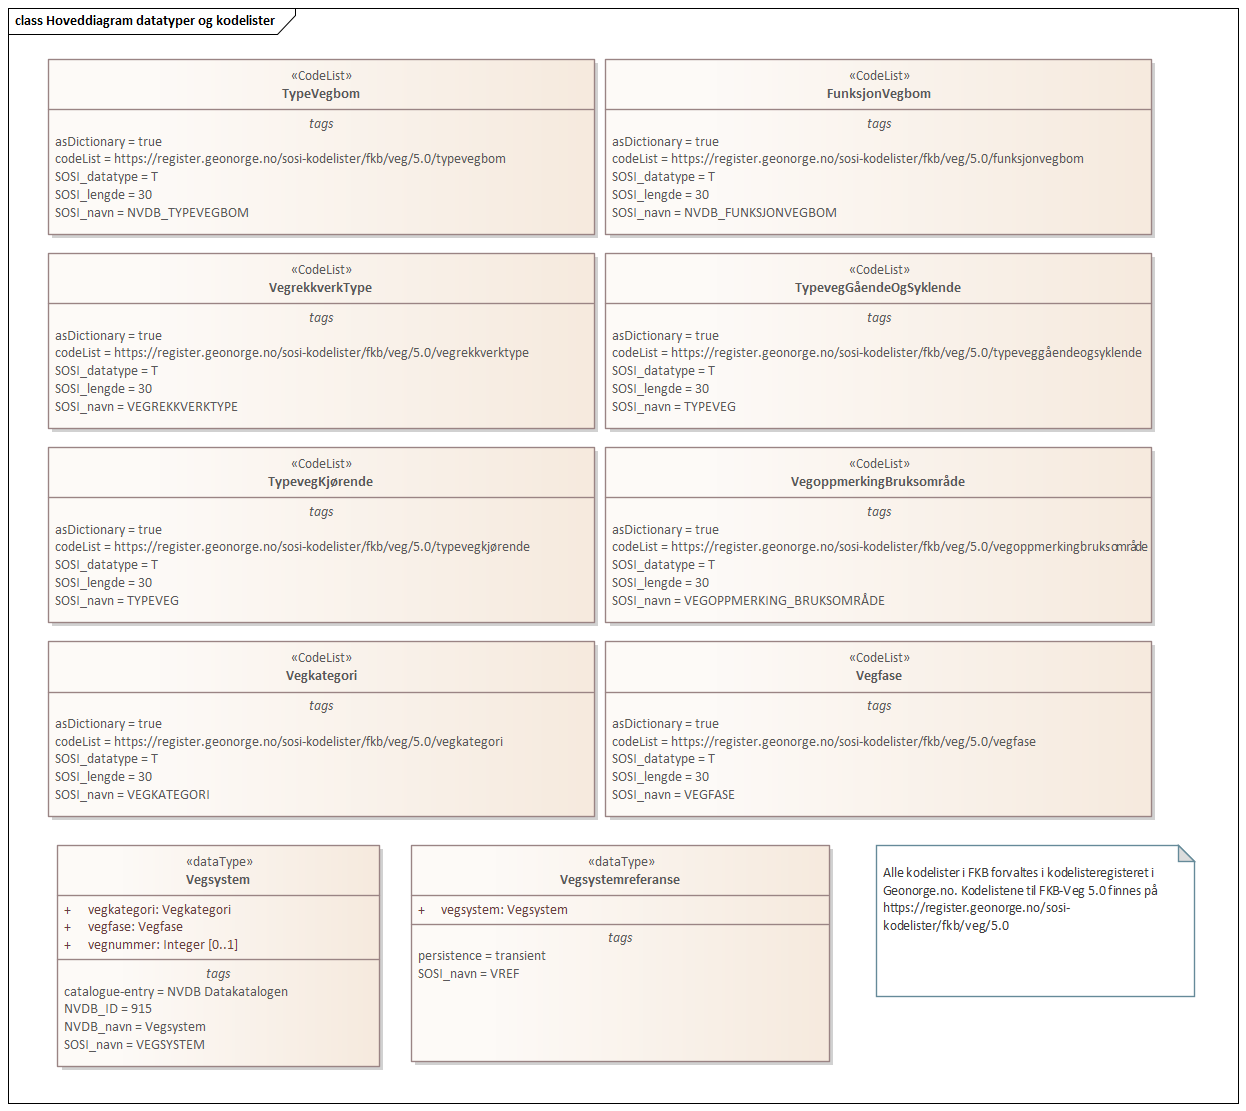 class Hoveddiagram datatyper og kodelister
«CodeList»
TypeVegbom
tags
asDictionary = true
codeList = https://register.geonorge.no/sosi-kodelister/fkb/veg/5.0/typevegbom
SOSI_datatype = T
SOSI_lengde = 30
SOSI_navn = NVDB_TYPEVEGBOM
«CodeList»
FunksjonVegbom
tags
asDictionary = true
codeList = https://register.geonorge.no/sosi-kodelister/fkb/veg/5.0/funksjonvegbom
SOSI_datatype = T
SOSI_lengde = 30
SOSI_navn = NVDB_FUNKSJONVEGBOM
«CodeList»
VegrekkverkType
tags
asDictionary = true
codeList = https://register.geonorge.no/sosi-kodelister/fkb/veg/5.0/vegrekkverktype
SOSI_datatype = T
SOSI_lengde = 30
SOSI_navn = VEGREKKVERKTYPE
«CodeList»
TypevegGåendeOgSyklende
tags
asDictionary = true
codeList = https://register.geonorge.no/sosi-kodelister/fkb/veg/5.0/typeveggåendeogsyklende
SOSI_datatype = T
SOSI_lengde = 30
SOSI_navn = TYPEVEG
«CodeList»
TypevegKjørende
tags
asDictionary = true
codeList = https://register.geonorge.no/sosi-kodelister/fkb/veg/5.0/typevegkjørende
SOSI_datatype = T
SOSI_lengde = 30
SOSI_navn = TYPEVEG
«CodeList»
VegoppmerkingBruksområde
tags
asDictionary = true
codeList = https://register.geonorge.no/sosi-kodelister/fkb/veg/5.0/vegoppmerkingbruksområde
SOSI_datatype = T
SOSI_lengde = 30
SOSI_navn = VEGOPPMERKING_BRUKSOMRÅDE
«CodeList»
Vegkategori
tags
asDictionary = true
codeList = https://register.geonorge.no/sosi-kodelister/fkb/veg/5.0/vegkategori
SOSI_datatype = T
SOSI_lengde = 30
SOSI_navn = VEGKATEGORI
«CodeList»
Vegfase
tags
asDictionary = true
codeList = https://register.geonorge.no/sosi-kodelister/fkb/veg/5.0/vegfase
SOSI_datatype = T
SOSI_lengde = 30
SOSI_navn = VEGFASE
«dataType»
Vegsystem
+ vegkategori: Vegkategori
+ vegfase: Vegfase
+ vegnummer: Integer [0..1]
tags
catalogue-entry = NVDB Datakatalogen
NVDB_ID = 915
NVDB_navn = Vegsystem
SOSI_navn = VEGSYSTEM
«dataType»
Vegsystemreferanse
+ vegsystem: Vegsystem
tags
persistence = transient
SOSI_navn = VREF
Alle kodelister i FKB forvaltes i kodelisteregisteret i
Geonorge.no. Kodelistene til FKB-Veg 5.0 finnes på
https://register.geonorge.no/sosi-
kodelister/fkb/veg/5.0